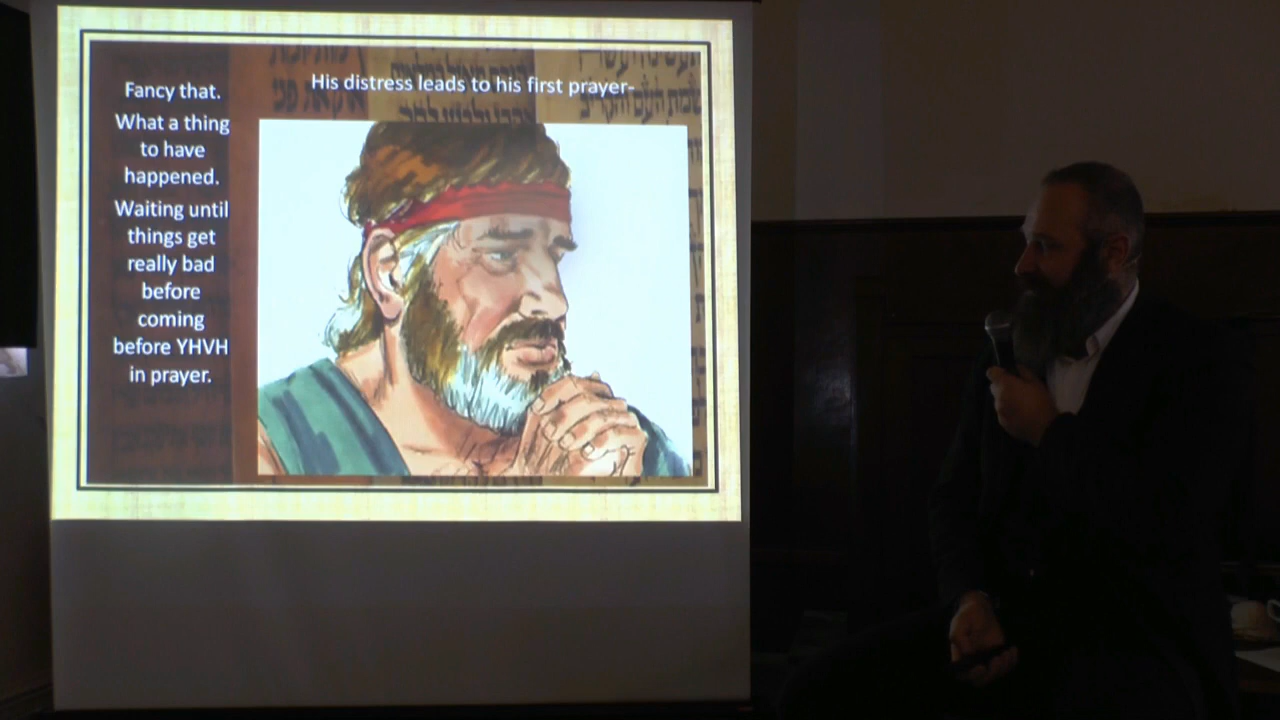 His distress leads to his first prayer-
Fancy that.
What a thing
to have
happened.
Waiting until
things get
really bad
before
coming
before YHVH
in prayer.